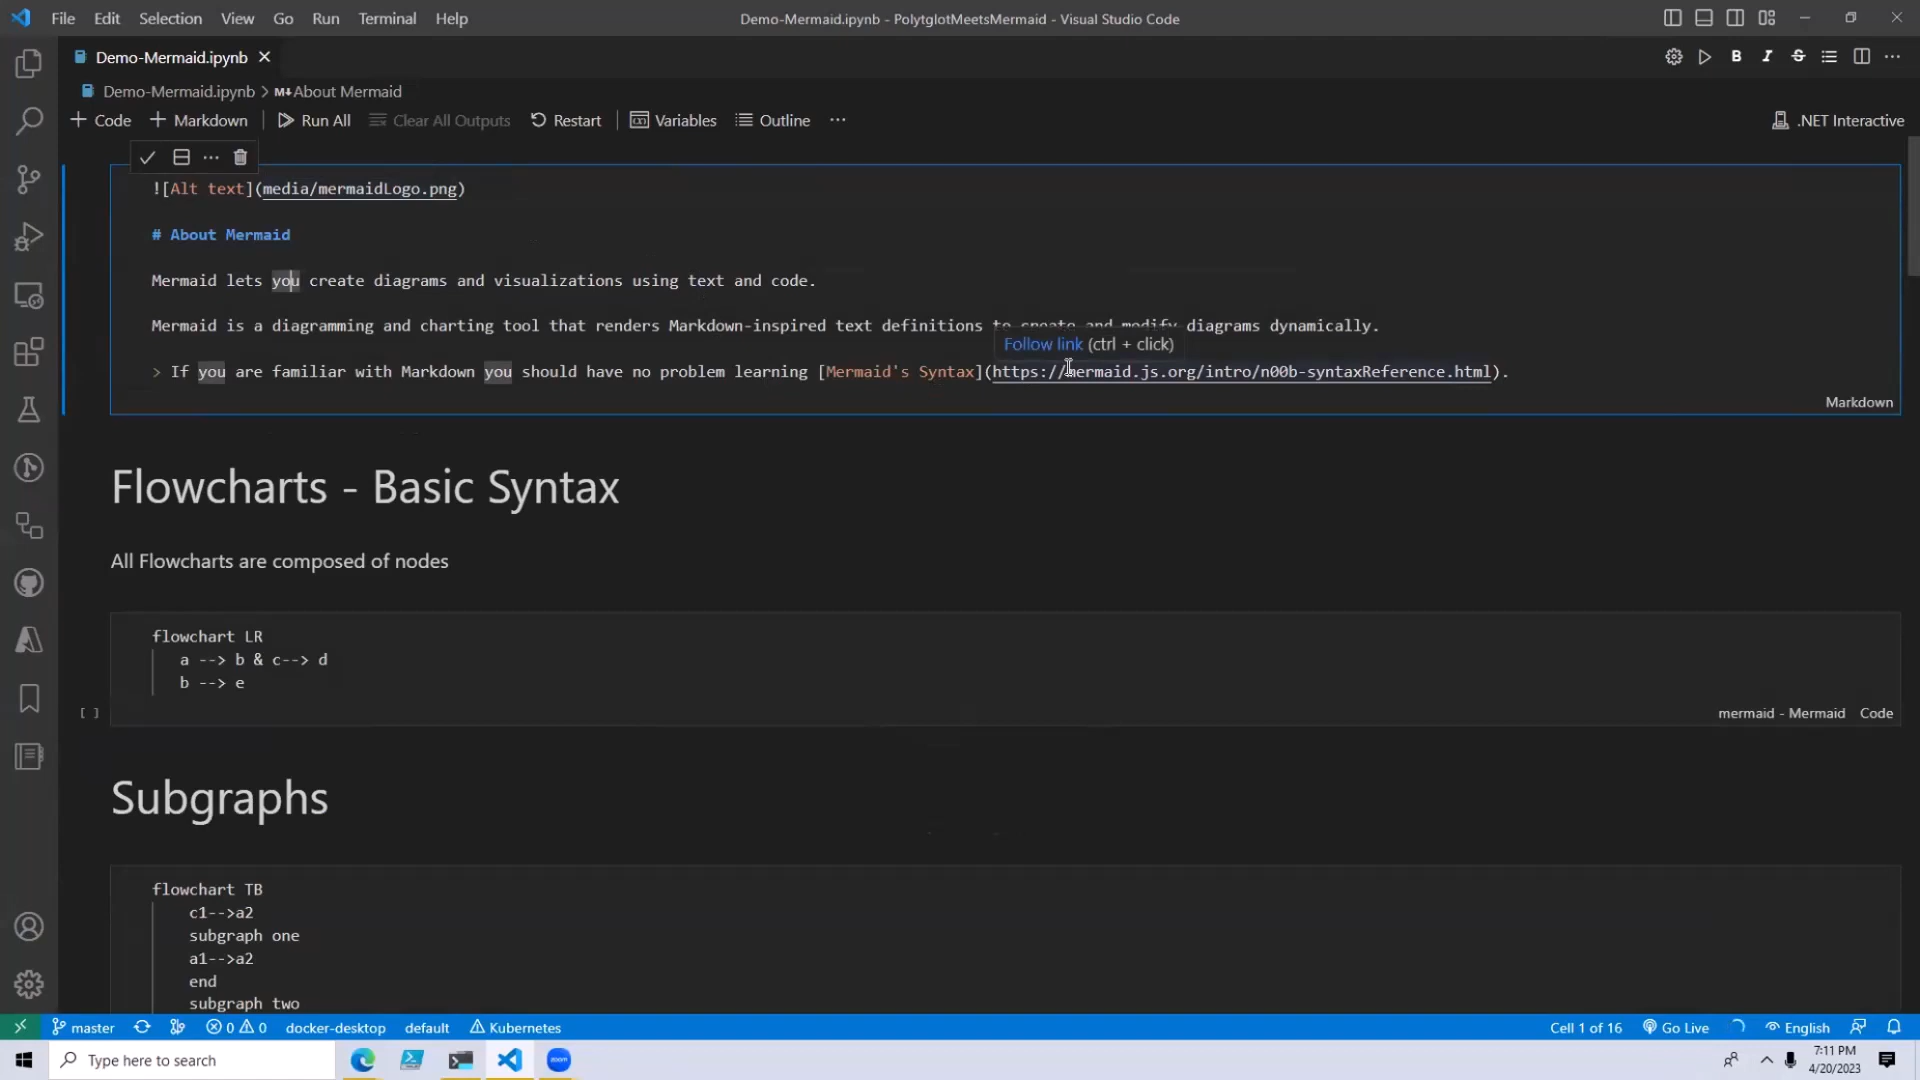 File Edit Selection View Go Run Terminal Help
Demo-Mermaid.ipynb - PolytglotMeetsMermaid - Visual Studio Code
Demo-Mermaid.ipynb
Demo-Mermaid.ipynb > M↓About Mermaid
+ Code + Markdown Run All Clear All Outputs Restart Variables Outline ...
.NET Interactive
![Alt text](media/mermaidLogo.png)
# About Mermaid
Mermaid lets you create diagrams and visualizations using text and code.
Mermaid is a diagramming and charting tool that renders Markdown-inspired text definitions to create and modify diagrams dynamically.
Follow link (ctrl + click)
> If you are familiar with Markdown you should have no problem learning [Mermaid's Syntax](https://mermaid.js.org/intro/n00b-syntaxReference.html).
Markdown
Flowcharts - Basic Syntax
All Flowcharts are composed of nodes
flowchart LR
a --> b & c--> d
b --> e
[ ]
mermaid - Mermaid Code
Subgraphs
flowchart TB
c1-->a2
subgraph one
a1-->a2
end
subgraph two
master 0 0 docker-desktop default Kubernetes
Cell 1 of 16 Go Live English
Type here to search
zoom
7:11 PM
4/20/2023